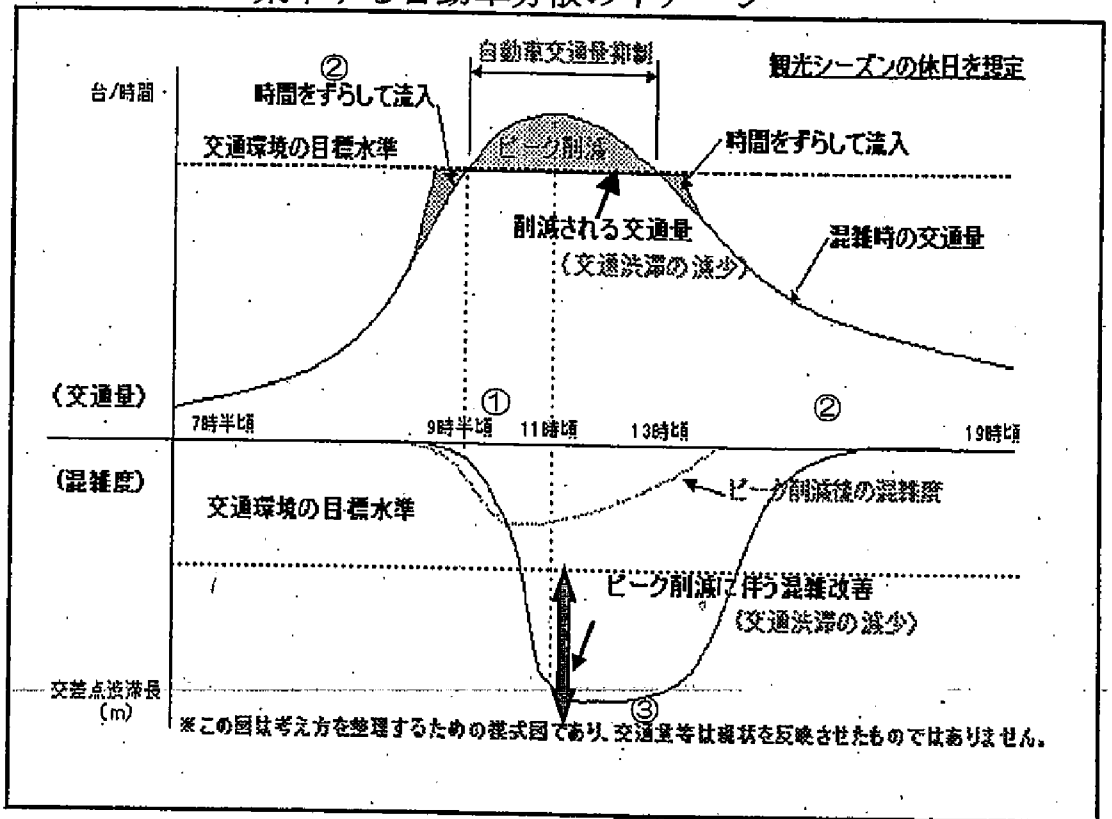 自動車交通量抑制
観光シーズンの休日を想定
②
台/時間
時間をずらして流入
交通環境の目標水準
ピーク削減
時間をずらして流入
削減される交通量
(交通渋滞の減少)
混雑時の交通量
(交通量)
①
②
7時半頃
9時半頃
11時頃
13時頃
19時頃
(混雑度)
ピーク削減後の混雑度
交通環境の目標水準
ピーク削減に伴う混雑改善
(交通渋滞の減少)
交差点渋滞長
(m)
③
※この図は考え方を整理するための模式図であり、交通量等は現状を反映させたものではありません。